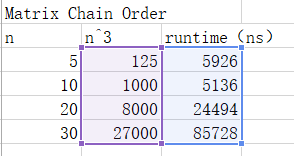 Matrix Chain Order
n n^3 runtime（ns）
5 125 5926
10 1000 5136
20 8000 24494
30 27000 85728